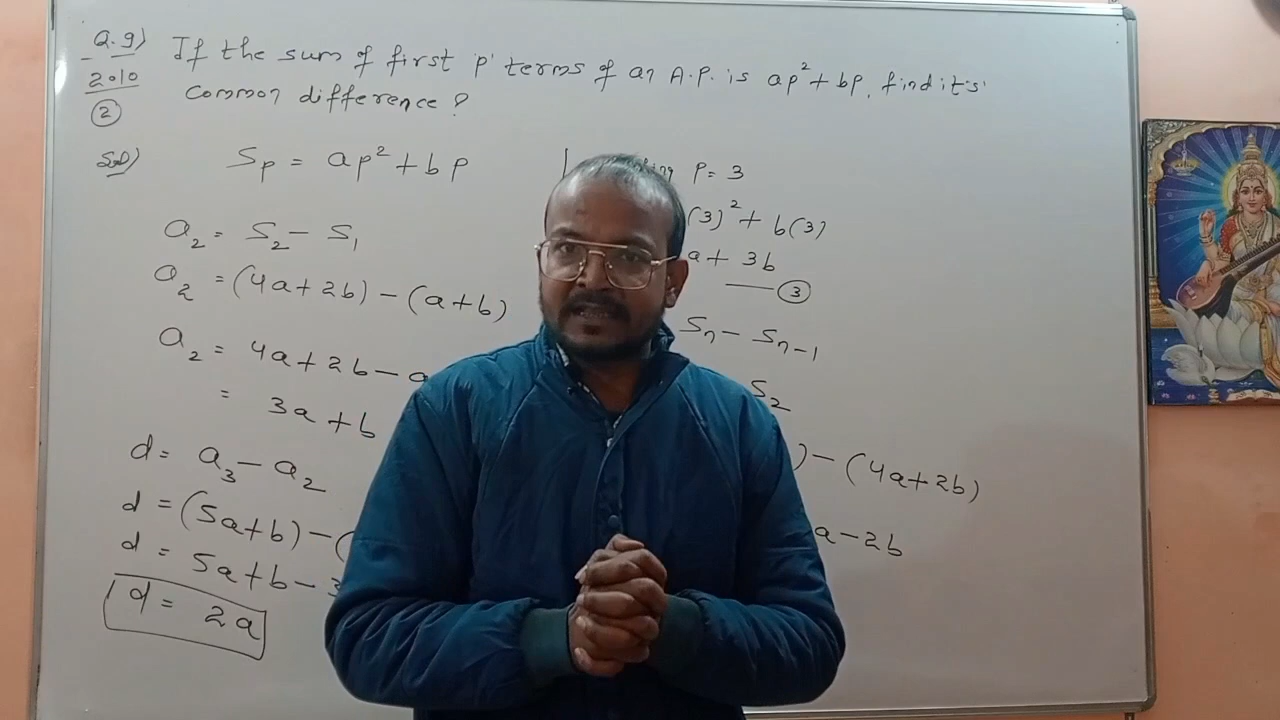 Q.9) If the sum of first 'p' terms of an A.P. is ap² + bp, find it's
2010 common difference?
②
Sol) Sp = ap² + bp
a₂ = S₂ - S₁
a₂ = (4a+2b) - (a+b)
a₂ = 4a + 2b - a
= 3a + b
d = a₃ - a₂
d = (5a+b) - (
d = 5a + b - 3
d = 2a
P = 3
(3)² + b(3)
a + 3b
③
Sₙ - Sₙ₋₁
S₂
) - (4a+2b)
a - 2b